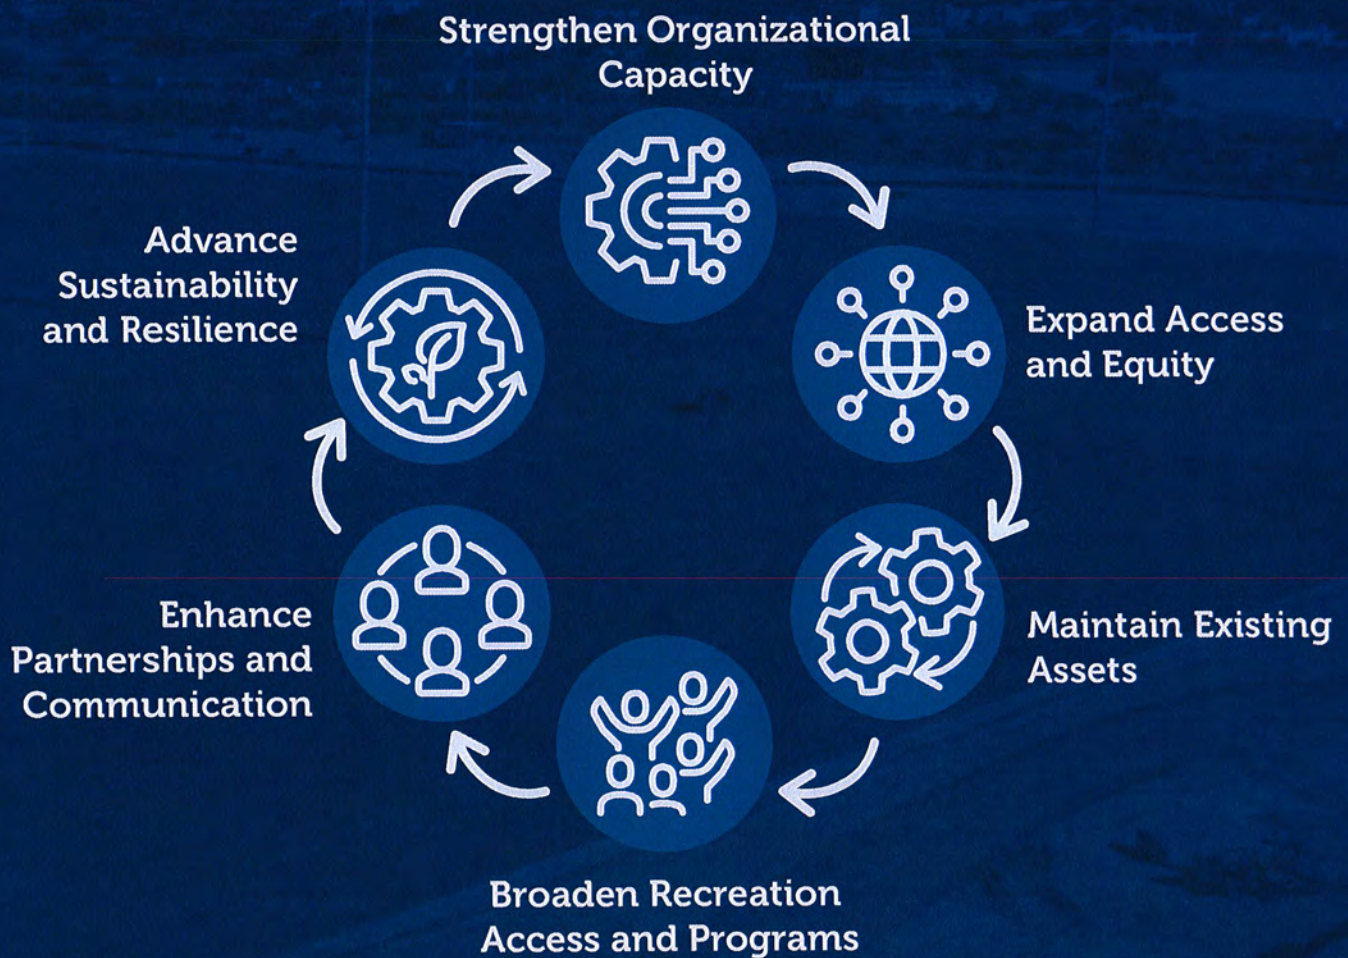 Strengthen Organizational
Capacity
Expand Access
and Equity
Maintain Existing
Assets
Broaden Recreation
Access and Programs
Enhance
Partnerships and
Communication
Advance
Sustainability
and Resilience